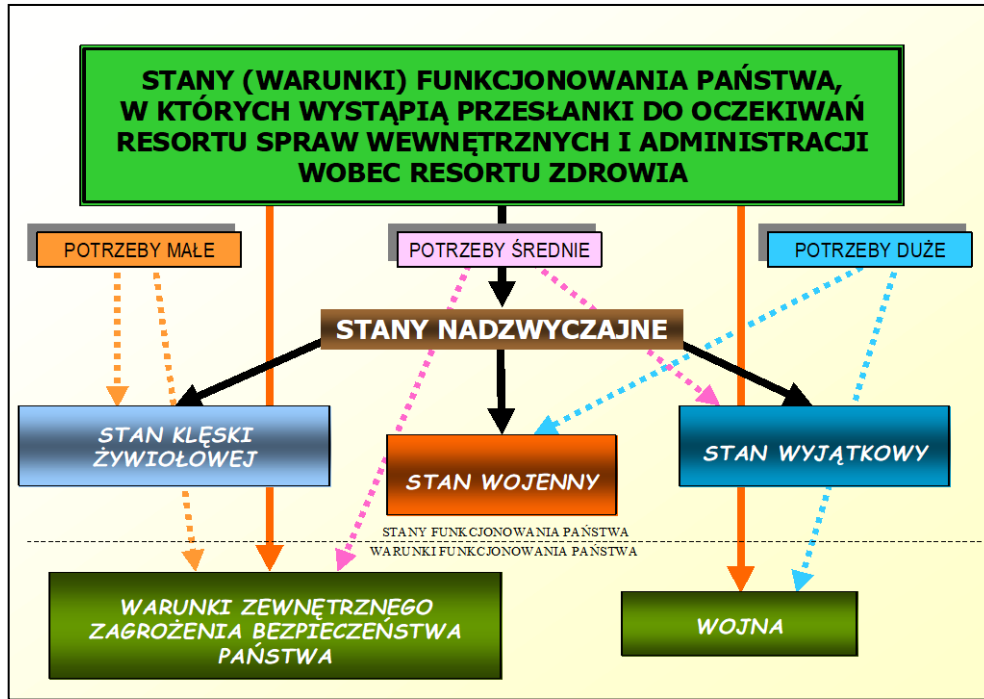 STANY (WARUNKI) FUNKCJONOWANIA PAŃSTWA,
W KTÓRYCH WYSTĄPIĄ PRZESŁANKI DO OCZEKIWAŃ
RESORTU SPRAW WEWNĘTRZNYCH I ADMINISTRACJI
WOBEC RESORTU ZDROWIA
POTRZEBY MAŁE
POTRZEBY ŚREDNIE
POTRZEBY DUŻE
STANY NADZWYCZAJNE
STAN KLĘSKI
ŻYWIOŁOWEJ
STAN WOJENNY
STAN WYJĄTKOWY
STANY FUNKCJONOWANIA PAŃSTWA
WARUNKI FUNKCJONOWANIA PAŃSTWA
WARUNKI ZEWNĘTRZNEGO
ZAGROŻENIA BEZPIECZEŃSTWA
PAŃSTWA
WOJNA